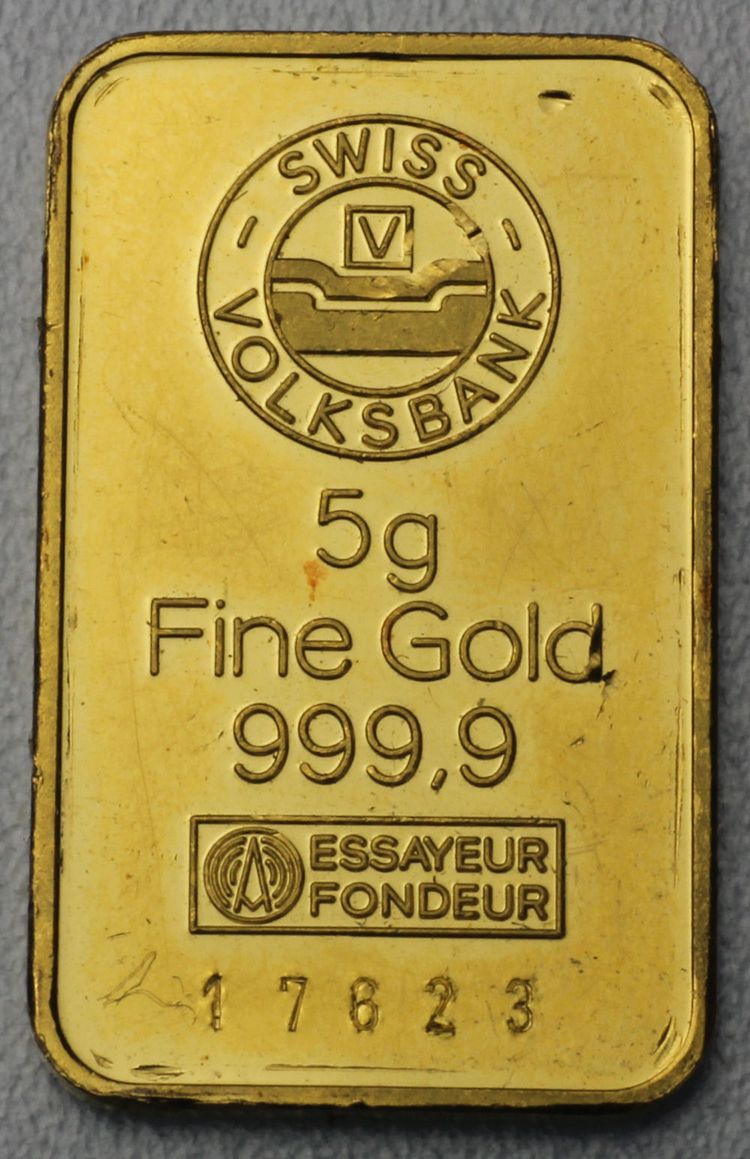 SWISS
V
VOLKSBANK
5g
Fine Gold
999,9
ESSAYEUR
FONDEUR
17623